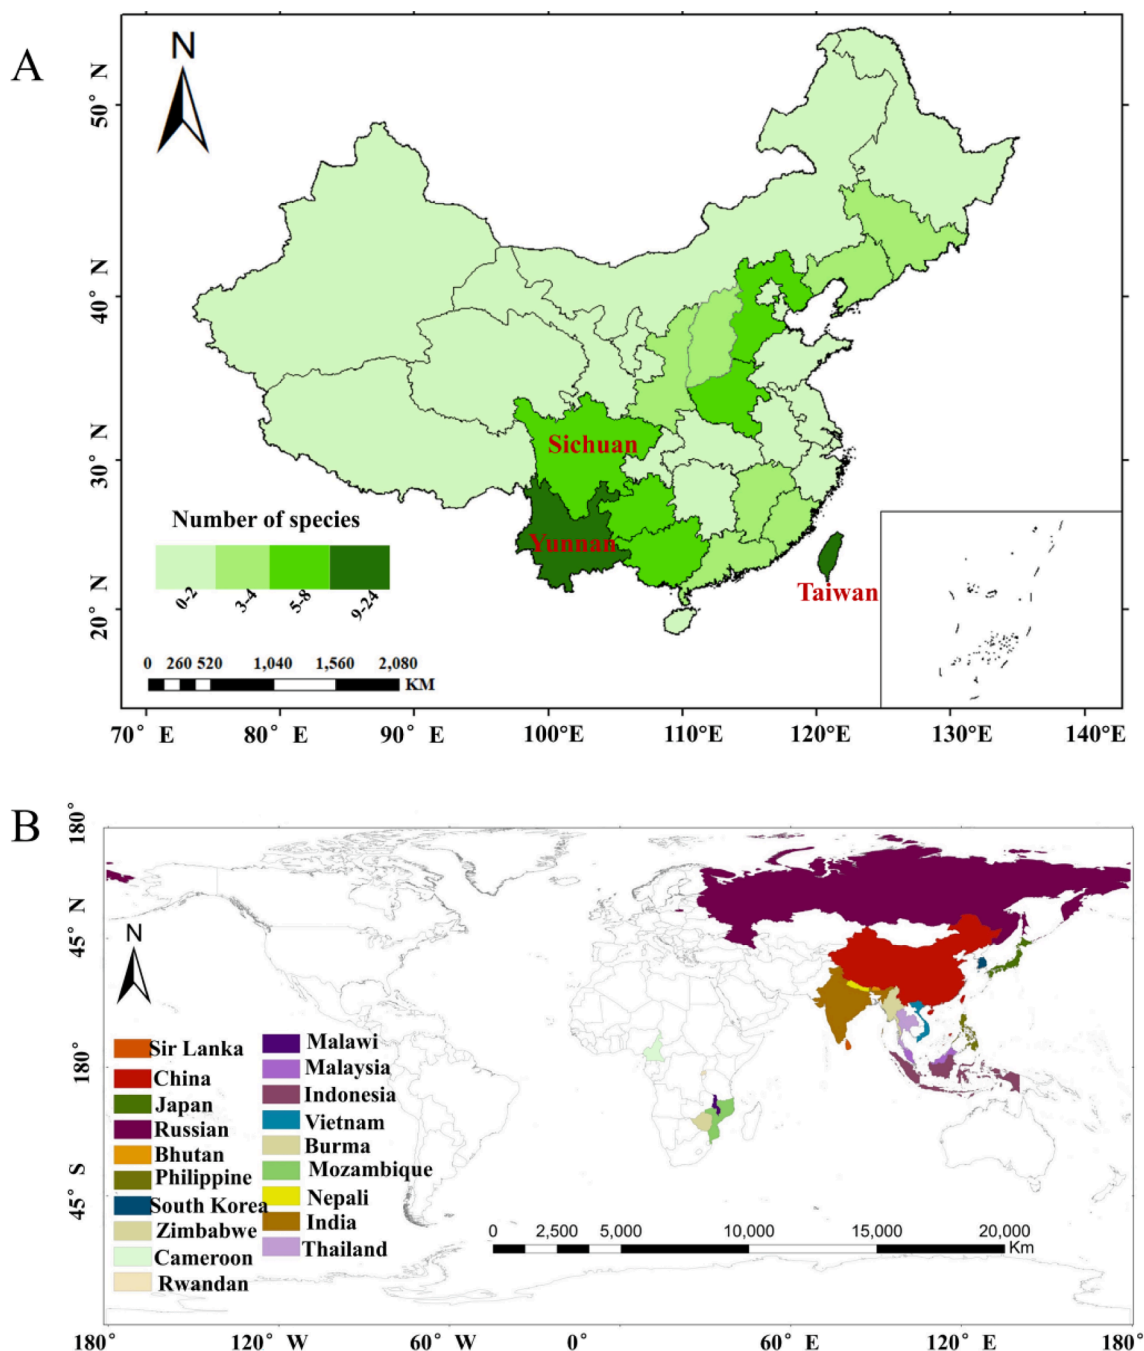 A
N
50° N
40° N
30° N
20° N
Sichuan
Yunnan
Taiwan
Number of species
0-2 3-4 5-8 9-24
0 260 520 1,040 1,560 2,080
KM
70° E 80° E 90° E 100°E 110°E 120°E 130°E 140°E
B
180°
45° N
180°
45° S
N
Sir Lanka
China
Japan
Russian
Bhutan
Philippine
South Korea
Zimbabwe
Cameroon
Rwandan
Malawi
Malaysia
Indonesia
Vietnam
Burma
Mozambique
Nepali
India
Thailand
0 2,500 5,000 10,000 15,000 20,000
Km
180° 120° W 60° W 0° 60° E 120° E 180°